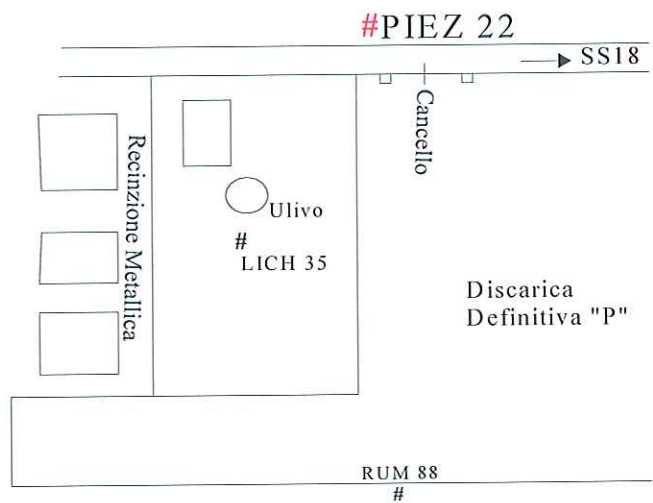 #PIEZ 22
SS18
Cancello
Recinzione Metallica
Ulivo
#
LICH 35
Discarica
Definitiva "P"
RUM 88
#